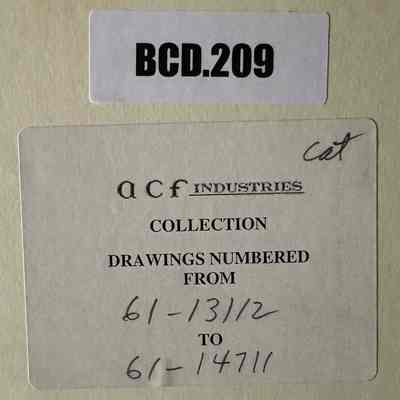 BCD.209
cat
acf INDUSTRIES
COLLECTION
DRAWINGS NUMBERED
FROM
61-13112
TO
61-14711